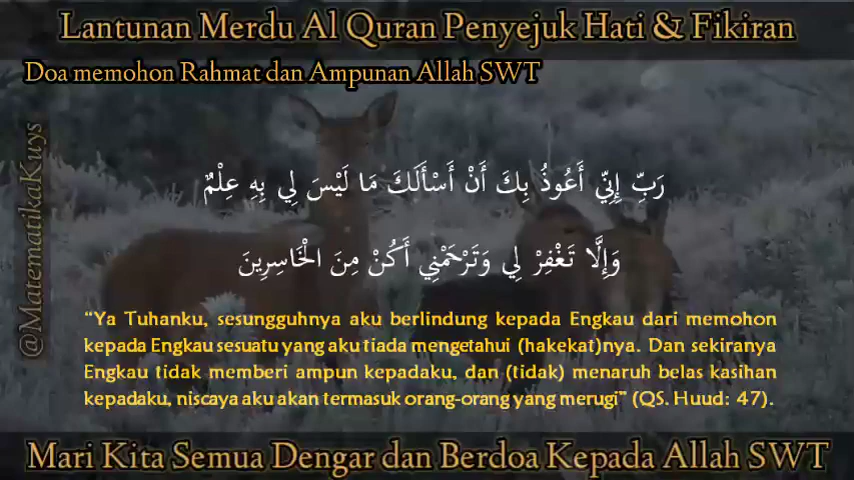 Lantunan Merdu Al Quran Penyejuk Hati & Fikiran
Doa memohon Rahmat dan Ampunan Allah SWT
@MatematikaKuys
رَبِّ إِنِّي أَعُوذُ بِكَ أَنْ أَسْأَلَكَ مَا لَيْسَ لِي بِهِ عِلْمٌ
وَإِلَّا تَغْفِرْ لِي وَتَرْحَمْنِي أَكُنْ مِنَ الْخَاسِرِينَ
“Ya Tuhanku, sesungguhnya aku berlindung kepada Engkau dari memohon
kepada Engkau sesuatu yang aku tiada mengetahui (hakekat)nya. Dan sekiranya
Engkau tidak memberi ampun kepadaku, dan (tidak) menaruh belas kasihan
kepadaku, niscaya aku akan termasuk orang-orang yang merugi” (QS. Huud: 47).
Mari Kita Semua Dengar dan Berdoa Kepada Allah SWT